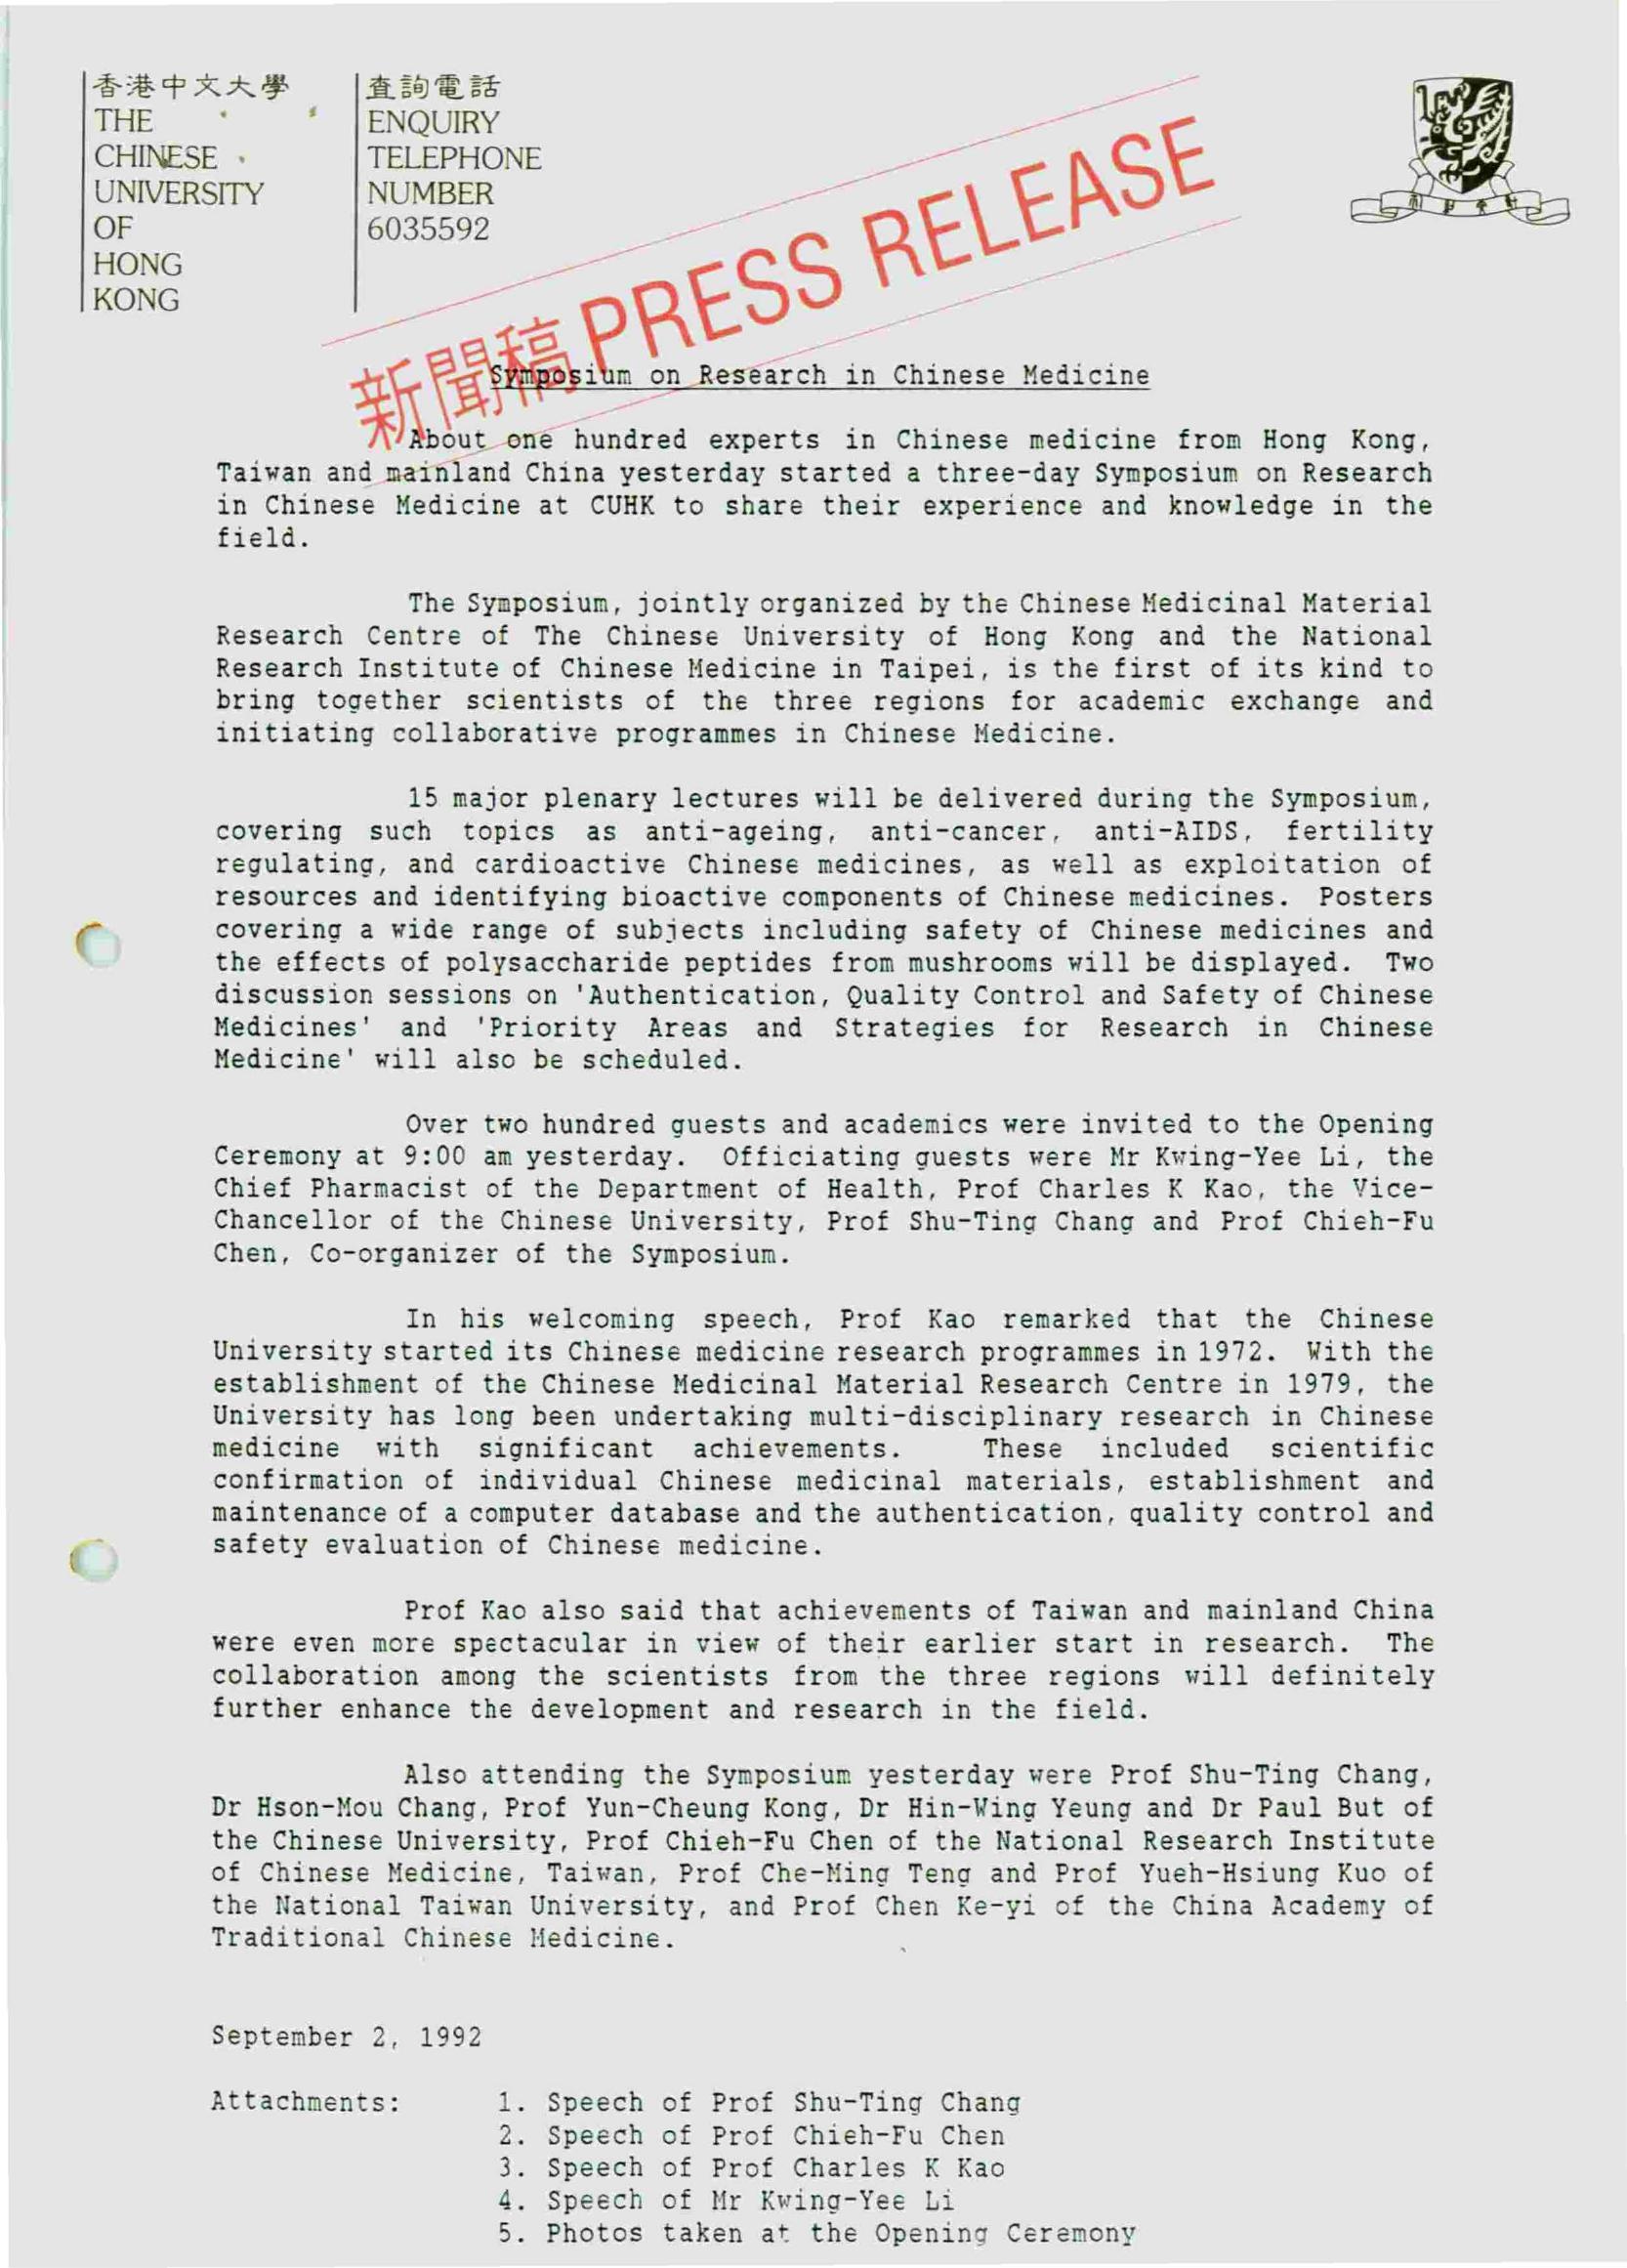 香港中文大學
THE
CHINESE
UNIVERSITY
OF
HONG
KONG
查詢電話
ENQUIRY
TELEPHONE
NUMBER
6035592
新聞稿 PRESS RELEASE
Symposium on Research in Chinese Medicine
About one hundred experts in Chinese medicine from Hong Kong,
Taiwan and mainland China yesterday started a three-day Symposium on Research
in Chinese Medicine at CUHK to share their experience and knowledge in the
field.
The Symposium, jointly organized by the Chinese Medicinal Material
Research Centre of The Chinese University of Hong Kong and the National
Research Institute of Chinese Medicine in Taipei, is the first of its kind to
bring together scientists of the three regions for academic exchange and
initiating collaborative programmes in Chinese Medicine.
15 major plenary lectures will be delivered during the Symposium,
covering such topics as anti-ageing, anti-cancer, anti-AIDS, fertility
regulating, and cardioactive Chinese medicines, as well as exploitation of
resources and identifying bioactive components of Chinese medicines. Posters
covering a wide range of subjects including safety of Chinese medicines and
the effects of polysaccharide peptides from mushrooms will be displayed. Two
discussion sessions on 'Authentication, Quality Control and Safety of Chinese
Medicines' and 'Priority Areas and Strategies for Research in Chinese
Medicine' will also be scheduled.
Over two hundred guests and academics were invited to the Opening
Ceremony at 9:00 am yesterday. Officiating guests were Mr Kwing-Yee Li, the
Chief Pharmacist of the Department of Health, Prof Charles K Kao, the Vice-
Chancellor of the Chinese University, Prof Shu-Ting Chang and Prof Chieh-Fu
Chen, Co-organizer of the Symposium.
In his welcoming speech, Prof Kao remarked that the Chinese
University started its Chinese medicine research programmes in 1972. With the
establishment of the Chinese Medicinal Material Research Centre in 1979, the
University has long been undertaking multi-disciplinary research in Chinese
medicine with significant achievements. These included scientific
confirmation of individual Chinese medicinal materials, establishment and
maintenance of a computer database and the authentication, quality control and
safety evaluation of Chinese medicine.
Prof Kao also said that achievements of Taiwan and mainland China
were even more spectacular in view of their earlier start in research. The
collaboration among the scientists from the three regions will definitely
further enhance the development and research in the field.
Also attending the Symposium yesterday were Prof Shu-Ting Chang,
Dr Hson-Mou Chang, Prof Yun-Cheung Kong, Dr Hin-Wing Yeung and Dr Paul But of
the Chinese University, Prof Chieh-Fu Chen of the National Research Institute
of Chinese Medicine, Taiwan, Prof Che-Ming Teng and Prof Yueh-Hsiung Kuo of
the National Taiwan University, and Prof Chen Ke-yi of the China Academy of
Traditional Chinese Medicine.
September 2, 1992
Attachments: 1. Speech of Prof Shu-Ting Chang
2. Speech of Prof Chieh-Fu Chen
3. Speech of Prof Charles K Kao
4. Speech of Mr Kwing-Yee Li
5. Photos taken at the Opening Ceremony